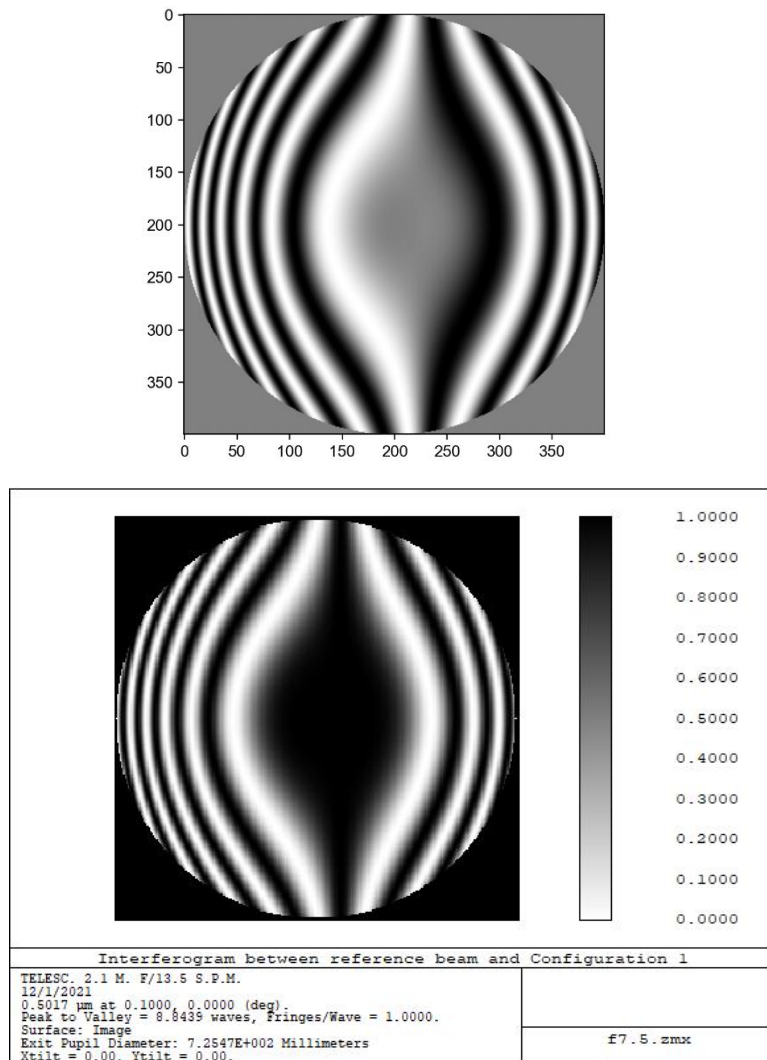 0
50
100
150
200
250
300
350
0 50 100 150 200 250 300 350
1.0000
0.9000
0.8000
0.7000
0.6000
0.5000
0.4000
0.3000
0.2000
0.1000
0.0000
Interferogram between reference beam and Configuration 1
TELESC. 2.1 M. F/13.5 S.P.M.
12/1/2021
0.5017 µm at 0.1000, 0.0000 (deg).
Peak to Valley = 8.8439 waves, Fringes/Wave = 1.0000.
Surface: Image
Exit Pupil Diameter: 7.2547E+002 Millimeters
Xtilt = 0.00, Ytilt = 0.00.
f7.5.zmx